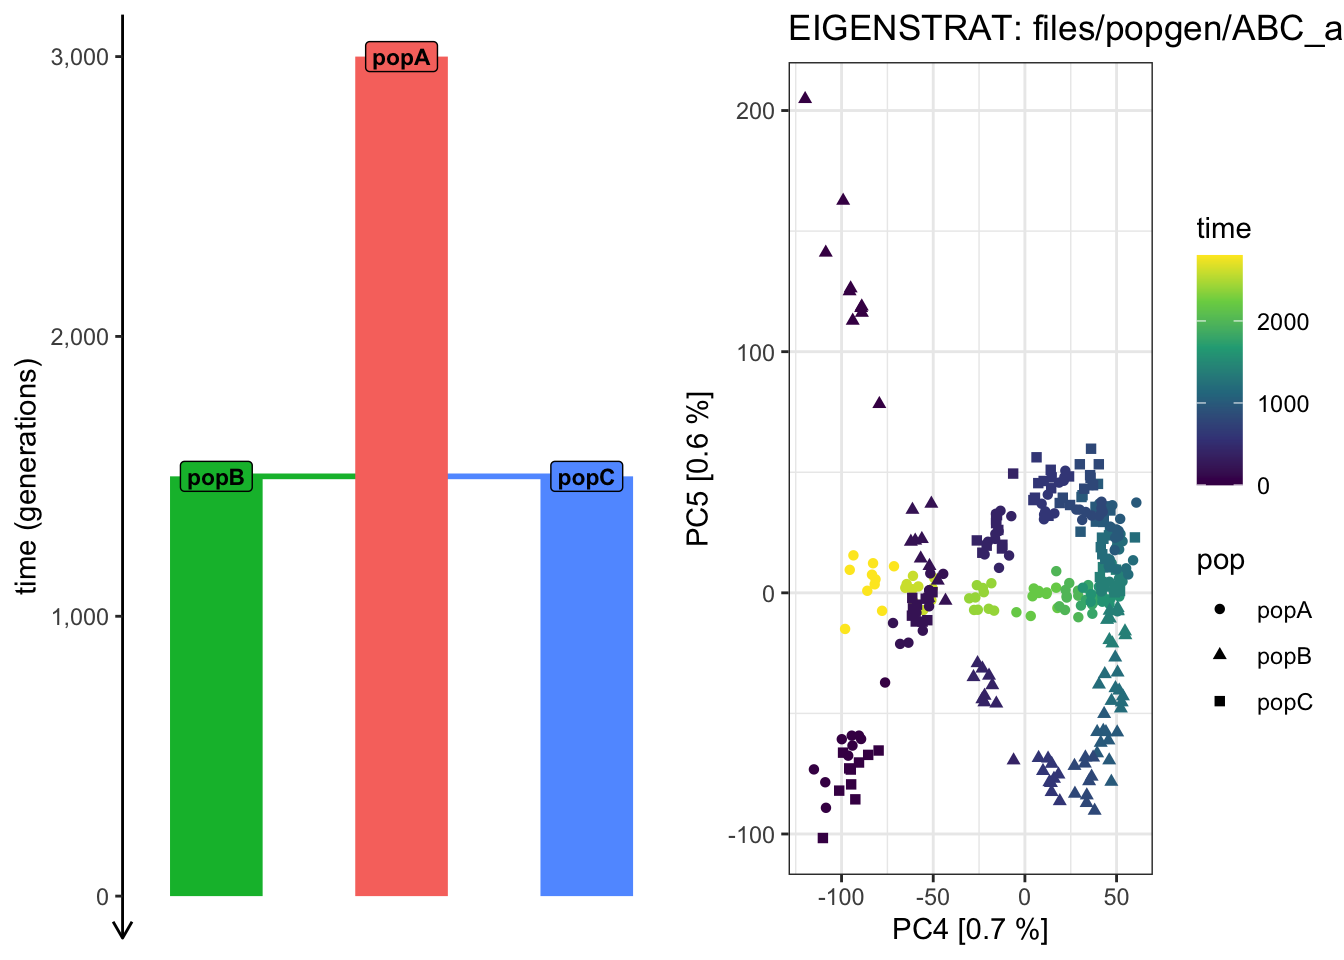 time (generations)
3,000
2,000
1,000
0
popA
popB
popC
EIGENSTRAT: files/popgen/ABC_a
PC5 [0.6 %]
200
100
0
-100
-100
-50
0
50
PC4 [0.7 %]
time
2000
1000
0
pop
popA
popB
popC